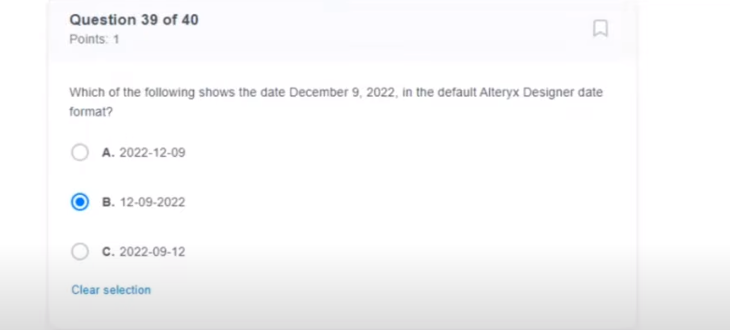 Question 39 of 40
Points: 1
Which of the following shows the date December 9, 2022, in the default Alteryx Designer date
format?
A. 2022-12-09
B. 12-09-2022
C. 2022-09-12
Clear selection